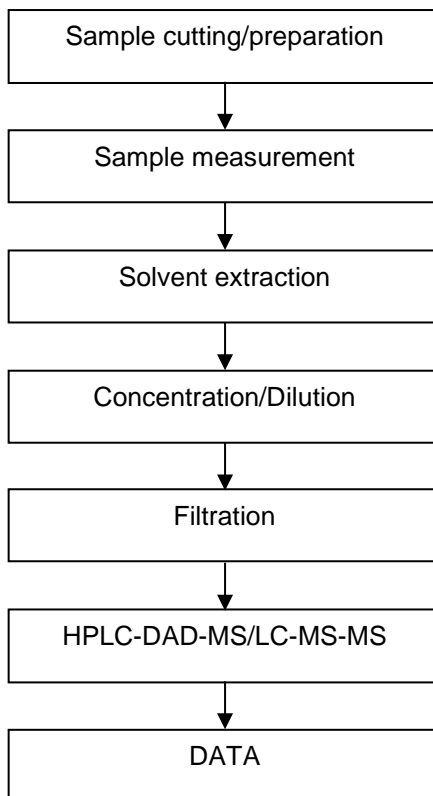 Sample cutting/preparation
Sample measurement
Solvent extraction
Concentration/Dilution
Filtration
HPLC-DAD-MS/LC-MS-MS
DATA